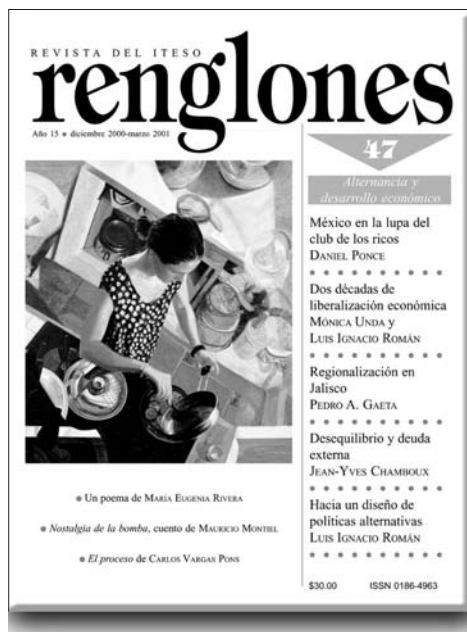 REVISTA DEL ITESO
renglones
Año 15 • diciembre 2000-marzo 2001
47
Alternancia y
desarrollo económico
México en la lupa del
club de los ricos
DANIEL PONCE
Dos décadas de
liberalización económica
MÓNICA UNDA y
LUIS IGNACIO ROMÁN
Regionalización en
Jalisco
PEDRO A. GAETA
Desequilibrio y deuda
externa
JEAN-YVES CHAMBOUX
Hacia un diseño de
políticas alternativas
LUIS IGNACIO ROMÁN
• Un poema de MARÍA EUGENIA RIVERA
• Nostalgia de la bomba, cuento de MAURICIO MONTIEL
• El proceso de CARLOS VARGAS PONS
$30.00 ISSN 0186-4963